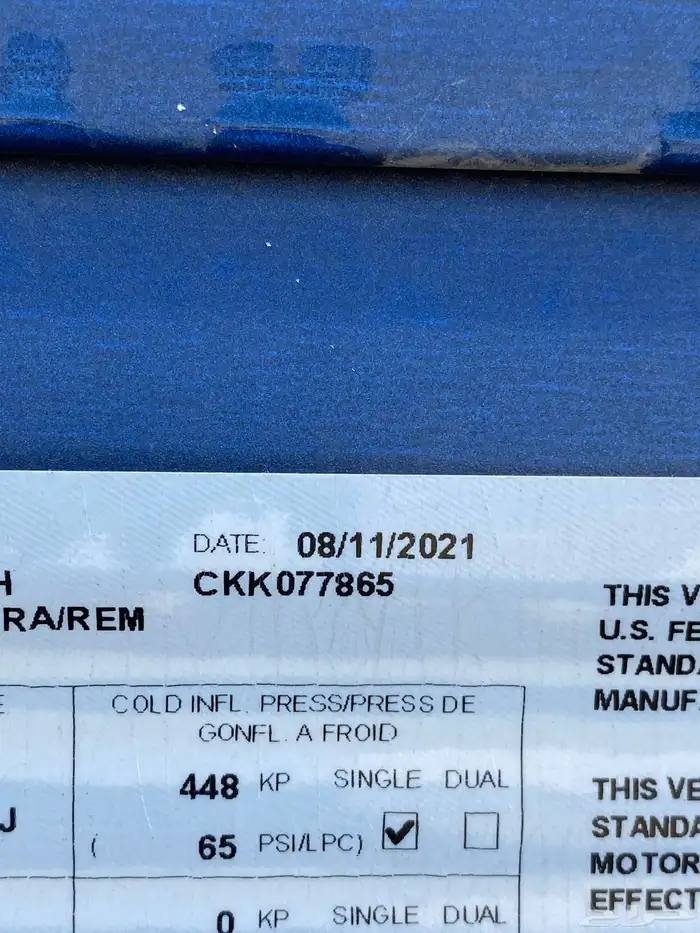 DATE: 08/11/2021
H CKK077865
RA/REM
THIS V
U.S. FE
STAND
MANUF
E
COLD INFL. PRESS/PRESS DE
GONFL. A FROID
448 KP SINGLE DUAL
J
( 65 PSI/LPC)
0 KP SINGLE DUAL
THIS VE
STANDA
MOTOR
EFFECT
حراج